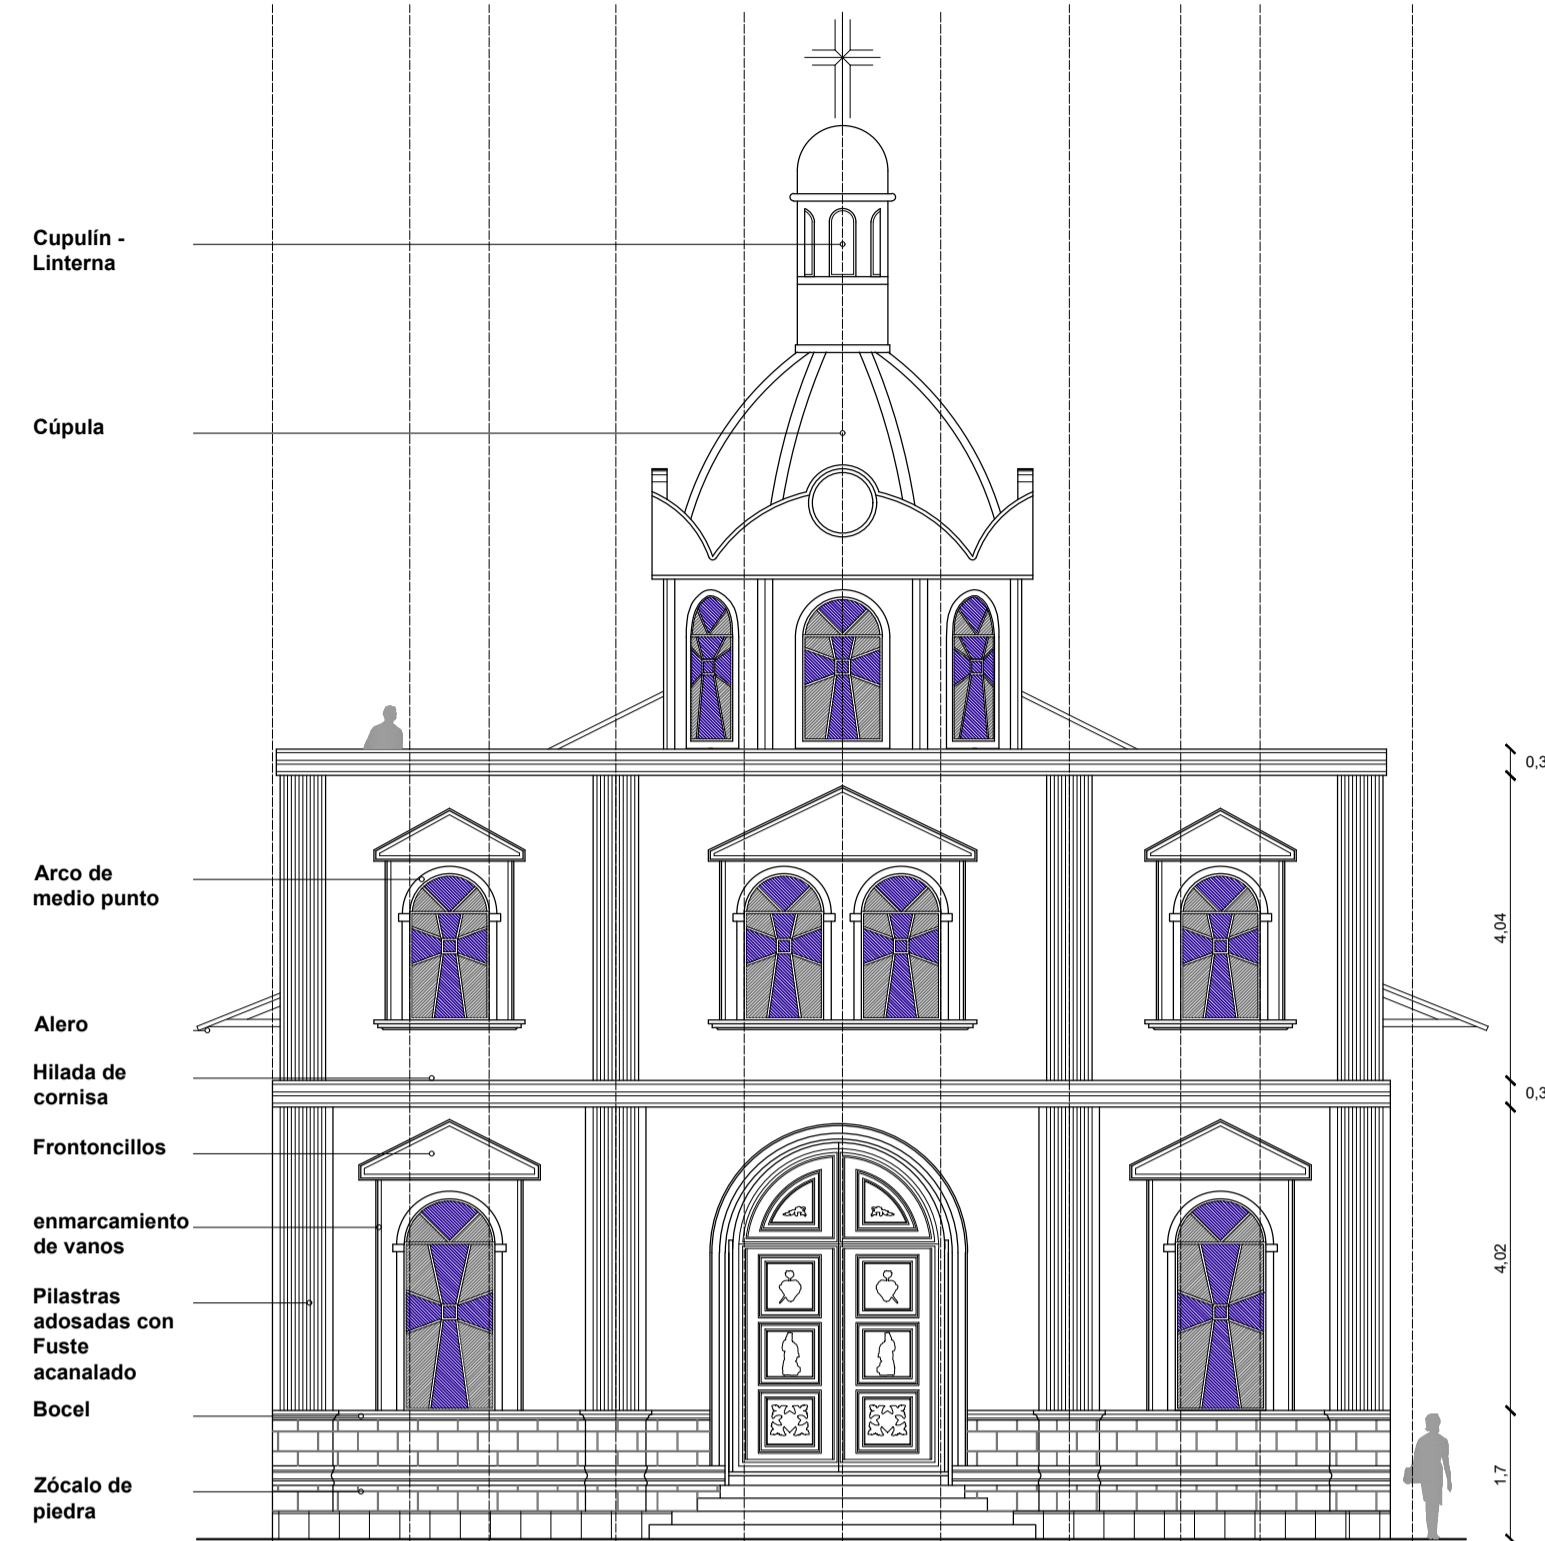 Cupulín -
Linterna
Cúpula
0,3
Arco de
medio punto
4,04
Alero
Hilada de
cornisa
0,3
Frontoncillos
enmarcamiento
de vanos
4,02
Pilastras
adosadas con
Fuste
acanalado
Bocel
Zócalo de
piedra
1,7